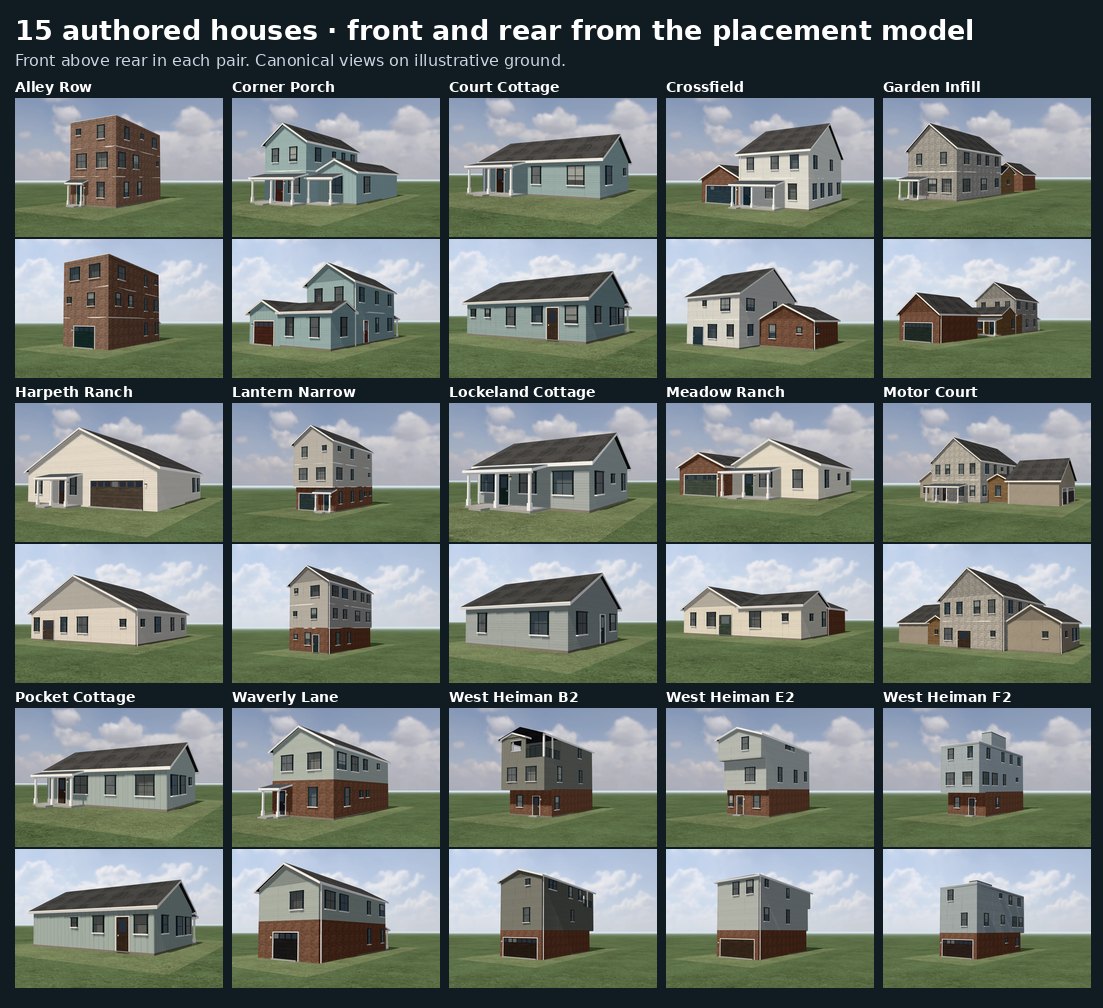 15 authored houses · front and rear from the placement model
Front above rear in each pair. Canonical views on illustrative ground.
Alley Row
Corner Porch
Court Cottage
Crossfield
Garden Infill
Harpeth Ranch
Lantern Narrow
Lockeland Cottage
Meadow Ranch
Motor Court
Pocket Cottage
Waverly Lane
West Heiman B2
West Heiman E2
West Heiman F2